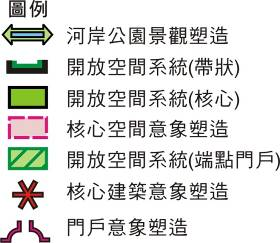 圖例
河岸公園景觀塑造
開放空間系統(帶狀)
開放空間系統(核心)
核心空間意象塑造
開放空間系統(端點門戶)
核心建築意象塑造
門戶意象塑造